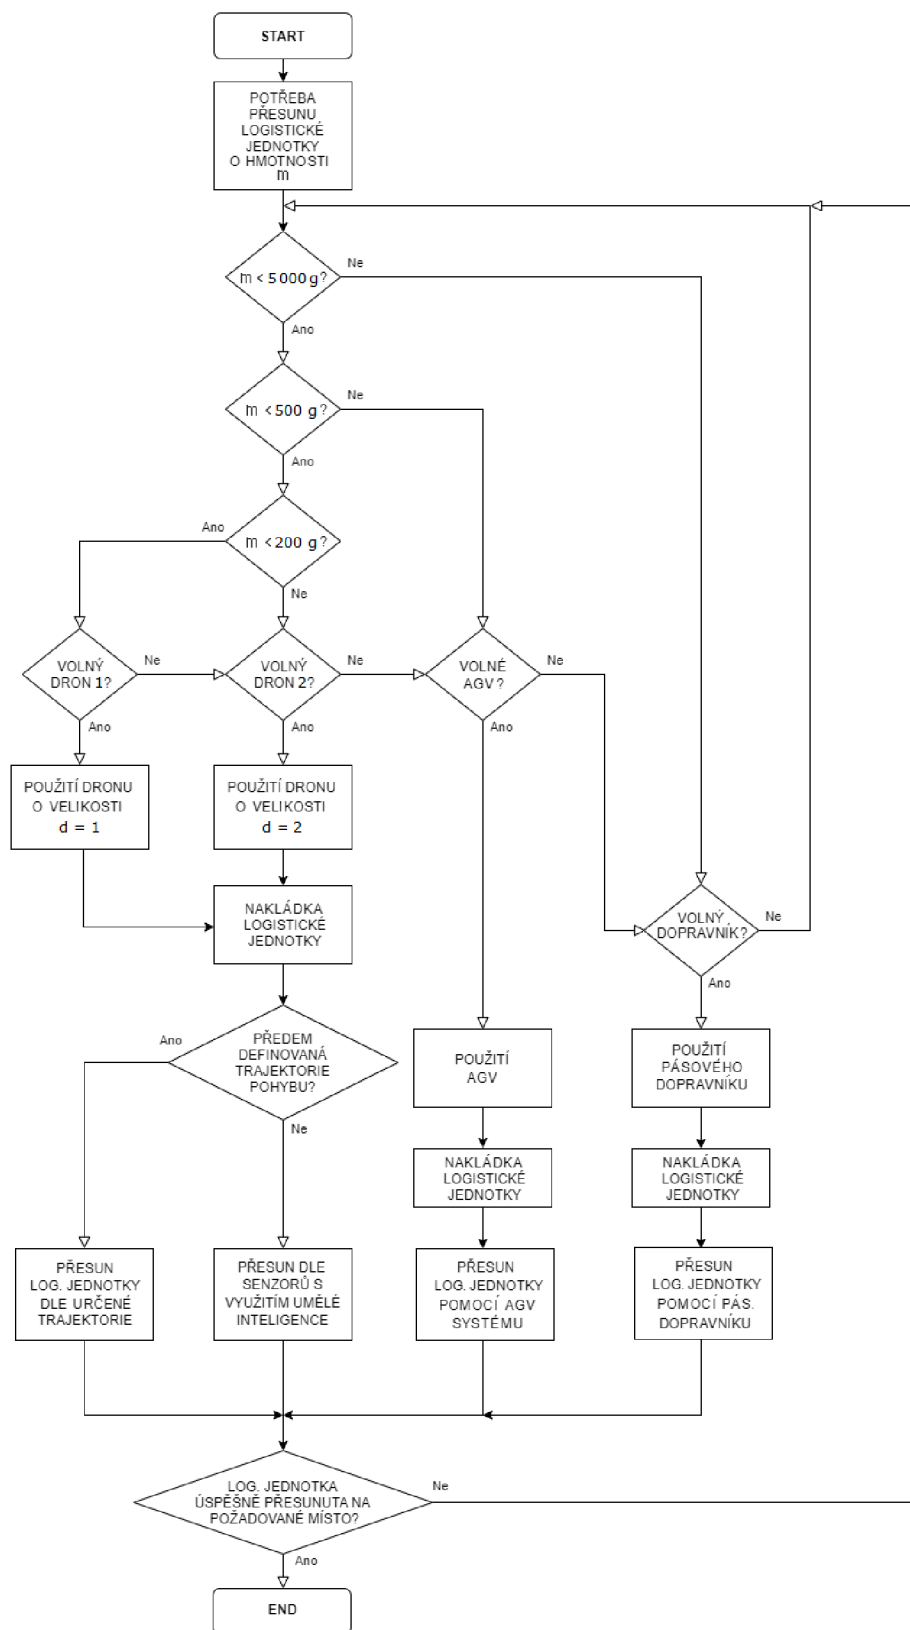 START
POTŘEBA
PŘESUNU
LOGISTICKÉ
JEDNOTKY
O HMOTNOSTI
m
m < 5000 g?
Ne
Ano
m < 500 g?
Ne
Ano
Ano
m < 200 g?
Ne
VOLNÝ
DRON 1?
Ne
Ano
VOLNÝ
DRON 2?
Ne
Ano
VOLNÉ
AGV?
Ne
Ano
POUŽITÍ DRONU
O VELIKOSTI
d = 1
POUŽITÍ DRONU
O VELIKOSTI
d = 2
NAKLÁDKA
LOGISTICKÉ
JEDNOTKY
VOLNÝ
DOPRAVNÍK?
Ne
Ano
Ano
PŘEDEM
DEFINOVANÁ
TRAJEKTORIE
POHYBU?
Ne
POUŽITÍ
AGV
POUŽITÍ
PÁSOVÉHO
DOPRAVNÍKU
NAKLÁDKA
LOGISTICKÉ
JEDNOTKY
NAKLÁDKA
LOGISTICKÉ
JEDNOTKY
PŘESUN
LOG. JEDNOTKY
DLE URČENÉ
TRAJEKTORIE
PŘESUN DLE
SENZORŮ S
VYUŽITÍM UMĚLÉ
INTELIGENCE
PŘESUN
LOG. JEDNOTKY
POMOCÍ AGV
SYSTÉMU
PŘESUN
LOG. JEDNOTKY
POMOCÍ PÁS.
DOPRAVNÍKU
LOG. JEDNOTKA
ÚSPĚŠNĚ PŘESUNUTA NA
POŽADOVANÉ MÍSTO?
Ne
Ano
END